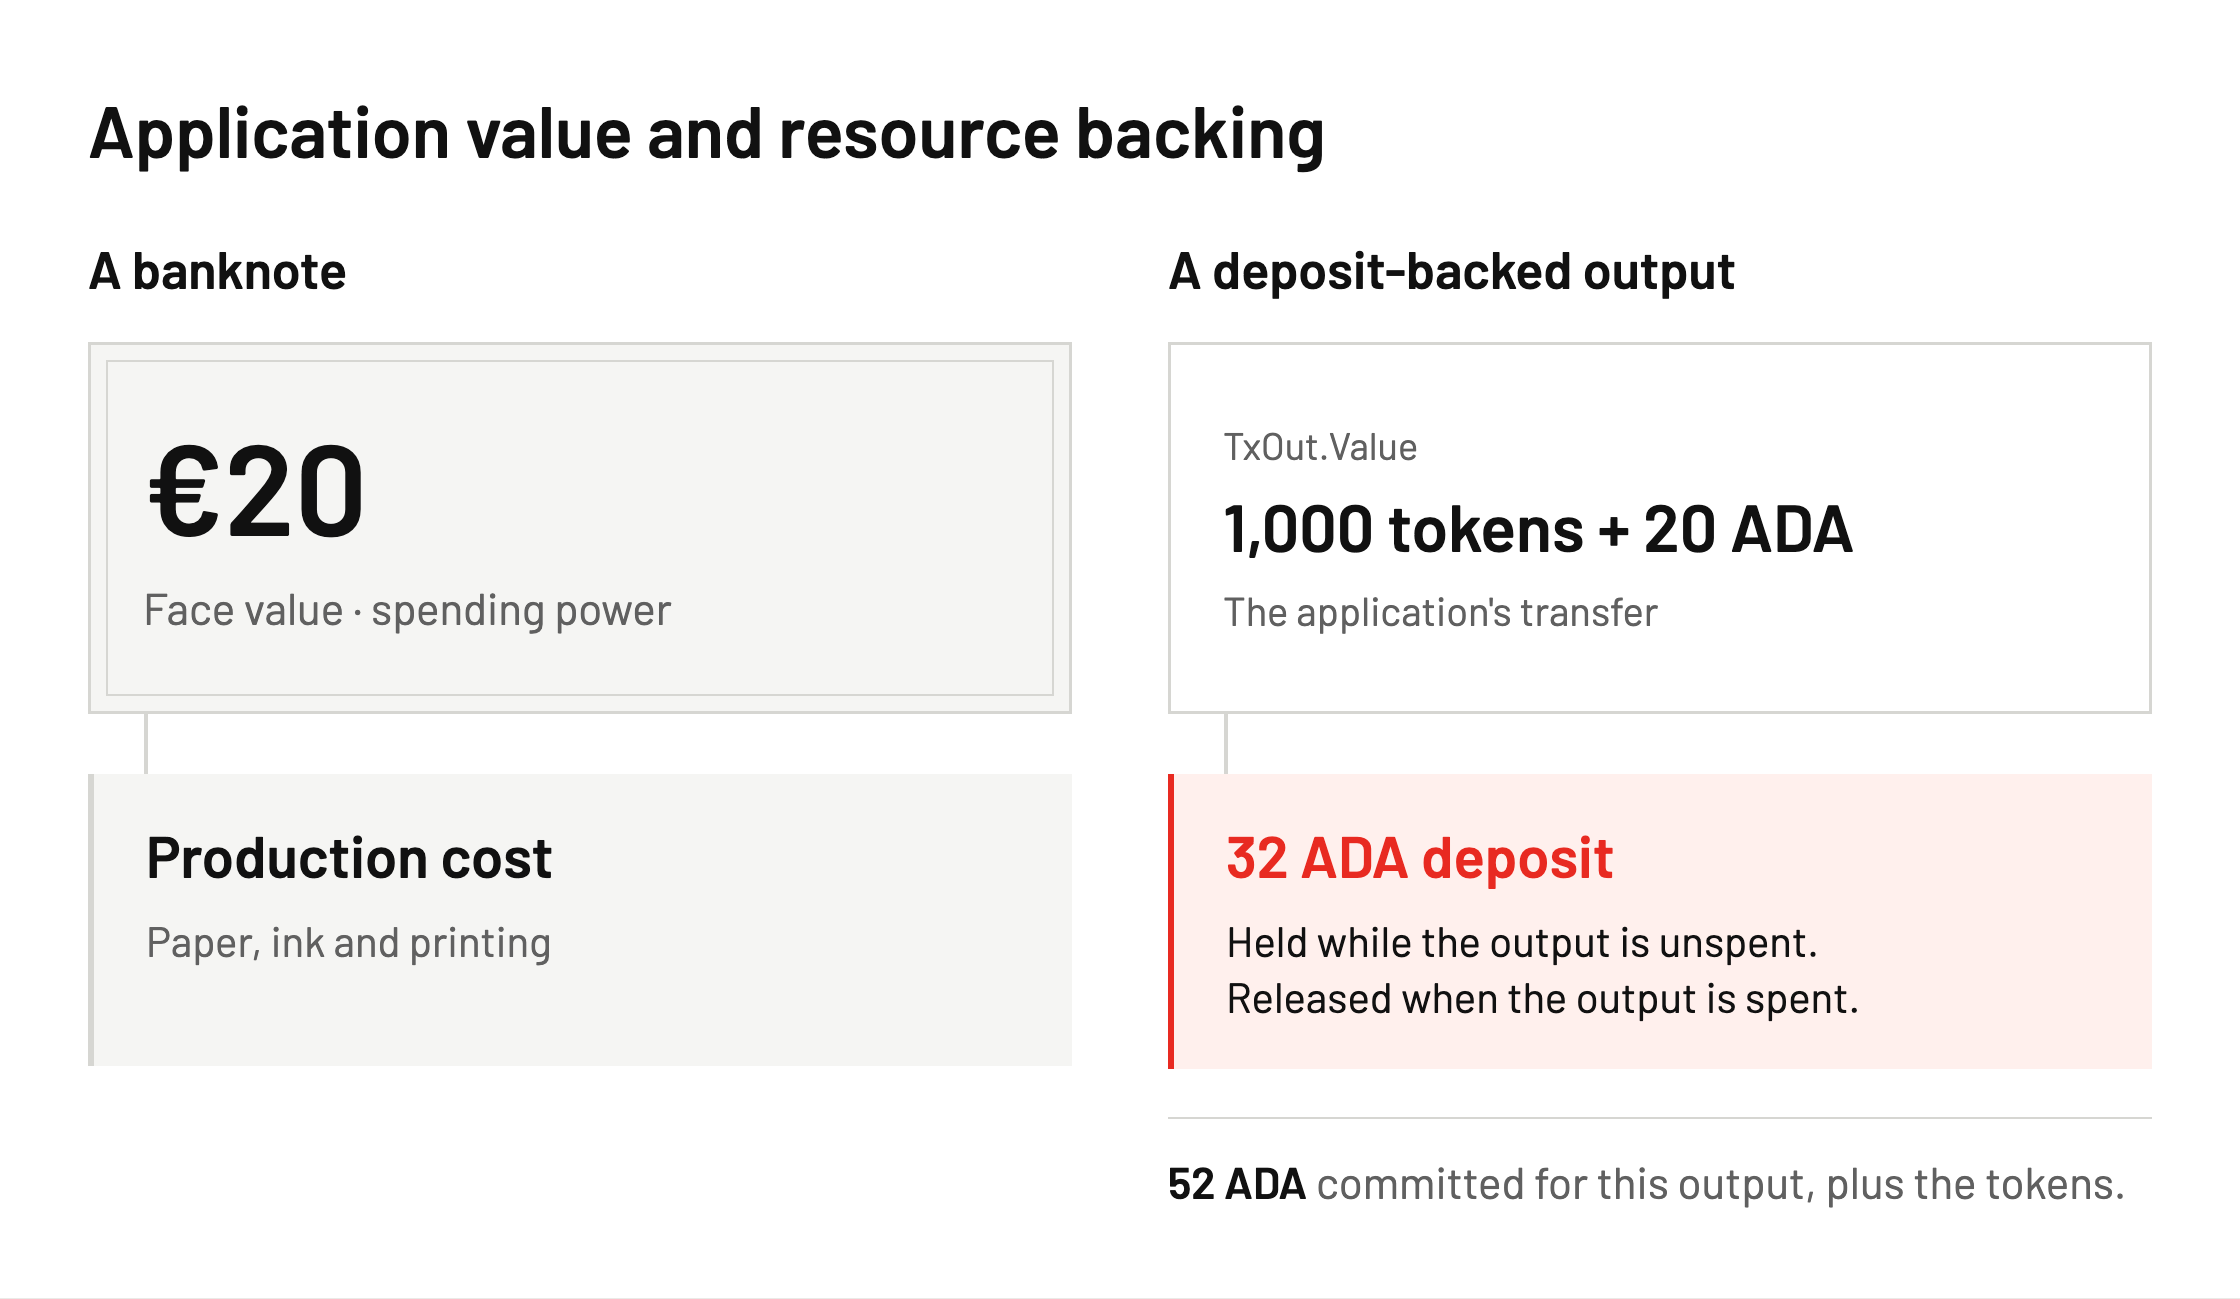 Application value and resource backing
A banknote
€20
Face value · spending power
Production cost
Paper, ink and printing
A deposit-backed output
TxOut.Value
1,000 tokens + 20 ADA
The application's transfer
32 ADA deposit
Held while the output is unspent.
Released when the output is spent.
52 ADA committed for this output, plus the tokens.